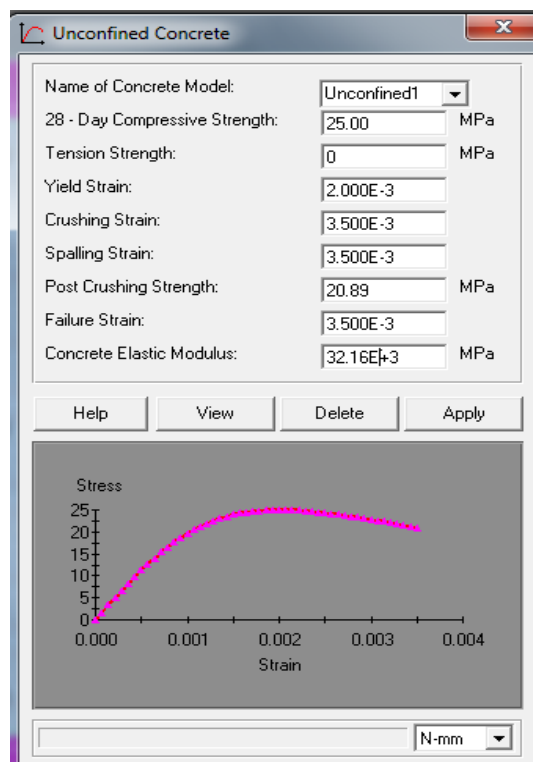 Unconfined Concrete
Name of Concrete Model: Unconfined1
28 - Day Compressive Strength: 25.00 MPa
Tension Strength: 0 MPa
Yield Strain: 2.000E-3
Crushing Strain: 3.500E-3
Spalling Strain: 3.500E-3
Post Crushing Strength: 20.89 MPa
Failure Strain: 3.500E-3
Concrete Elastic Modulus: 32.16E+3 MPa
Help View Delete Apply
Stress
25
20
15
10
5
0
0.000 0.001 0.002 0.003 0.004
Strain
N-mm